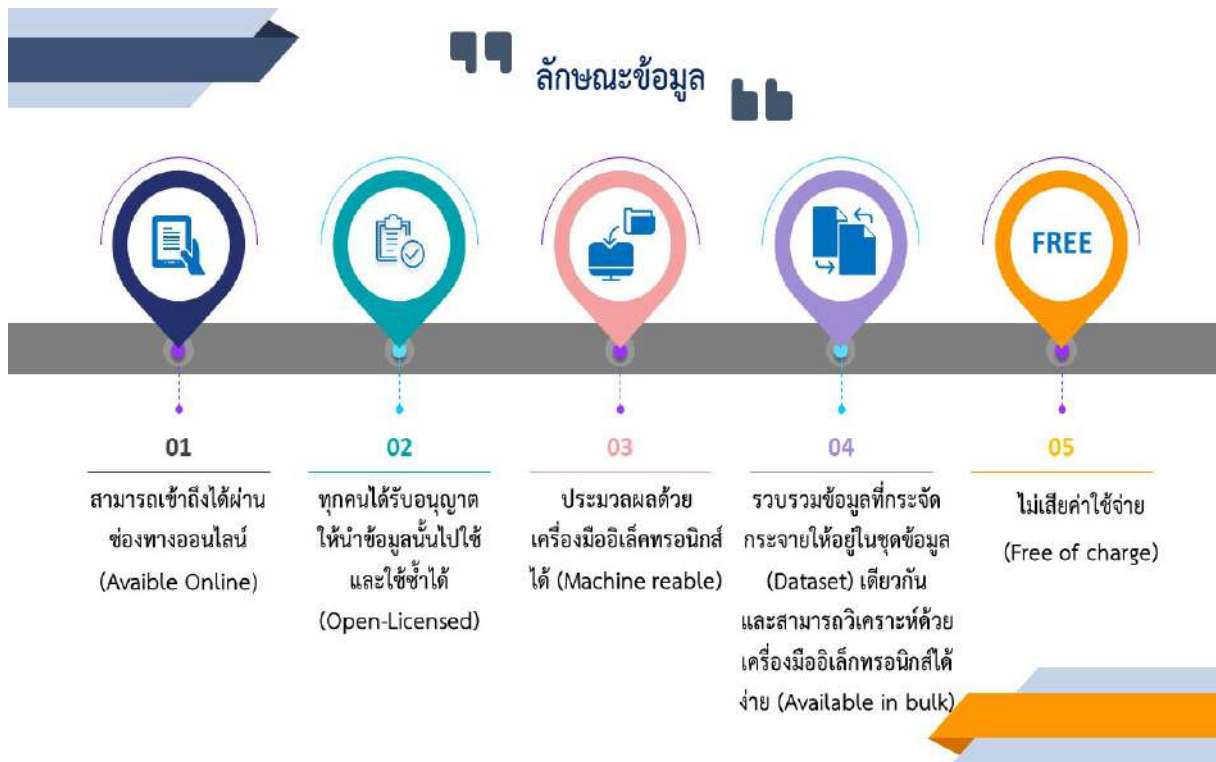 ลักษณะข้อมูล
FREE
01
สามารถเข้าถึงได้ผ่าน
ช่องทางออนไลน์
(Avaible Online)
02
ทุกคนได้รับอนุญาต
ให้นำข้อมูลนั้นไปใช้
และใช้ซ้ำได้
(Open-Licensed)
03
ประมวลผลด้วย
เครื่องมืออิเล็คทรอนิกส์
ได้ (Machine reable)
04
รวบรวมข้อมูลที่กระจัด
กระจายให้อยู่ในชุดข้อมูล
(Dataset) เดียวกัน
และสามารถวิเคราะห์ด้วย
เครื่องมืออิเล็กทรอนิกส์ได้
ง่าย (Available in bulk)
05
ไม่เสียค่าใช้จ่าย
(Free of charge)